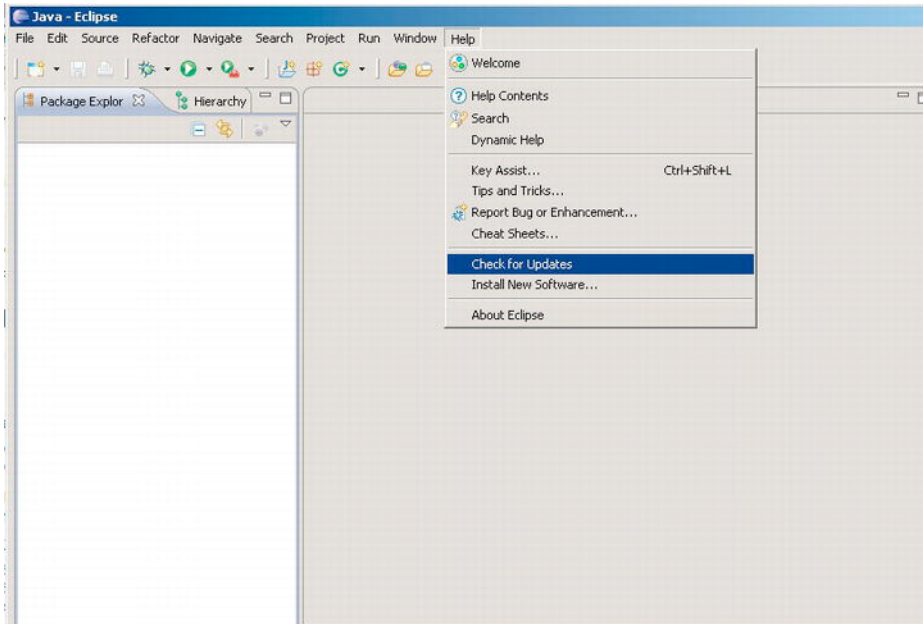 Java - Eclipse
File Edit Source Refactor Navigate Search Project Run Window Help
Package Explor Hierarchy
Welcome
Help Contents
Search
Dynamic Help
Key Assist... Ctrl+Shift+L
Tips and Tricks...
Report Bug or Enhancement...
Cheat Sheets...
Check for Updates
Install New Software...
About Eclipse